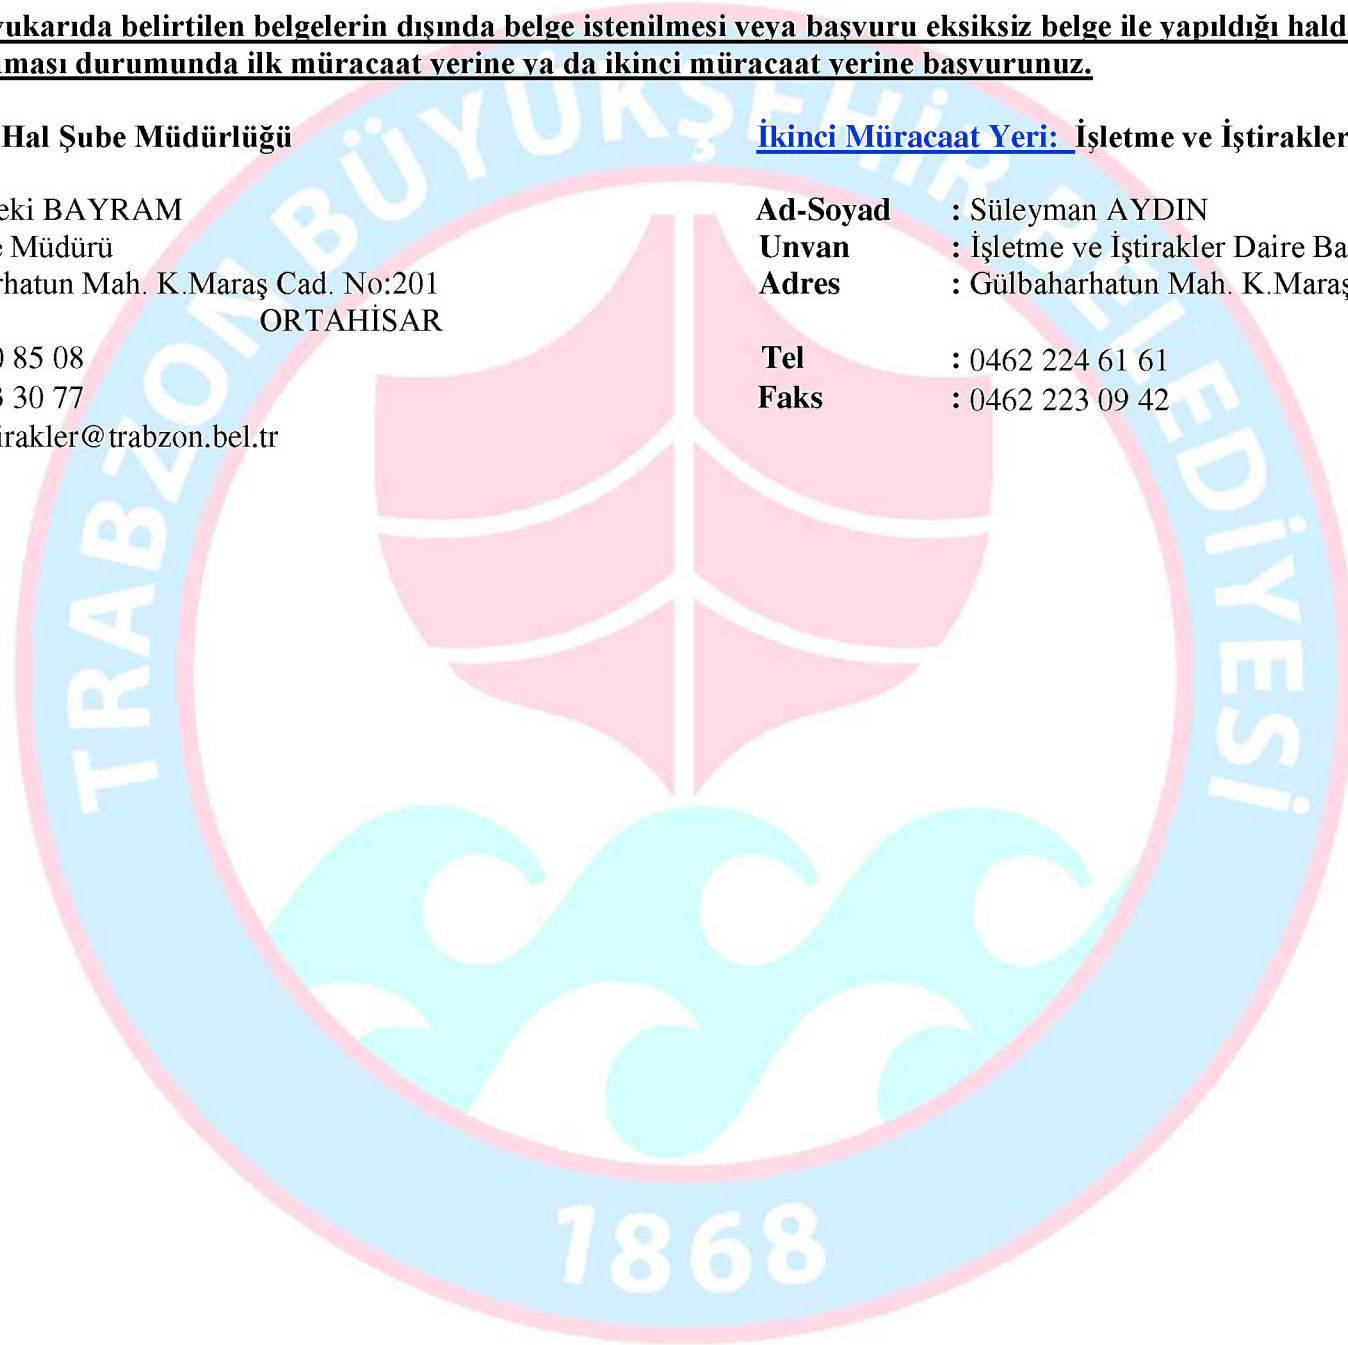 yukarıda belirtilen belgelerin dışında belge istenilmesi veya başvuru eksiksiz belge ile yapıldığı hald
ması durumunda ilk müracaat yerine ya da ikinci müracaat yerine başvurunuz.
Hal Şube Müdürlüğü
eki BAYRAM
e Müdürü
rhatun Mah. K.Maraş Cad. No:201
ORTAHİSAR
0 85 08
3 30 77
irakler@trabzon.bel.tr
İkinci Müracaat Yeri: İşletme ve İştirakler
Ad-Soyad : Süleyman AYDIN
Unvan : İşletme ve İştirakler Daire Ba
Adres : Gülbaharhatun Mah. K.Maraş
Tel : 0462 224 61 61
Faks : 0462 223 09 42
TRABZON BÜYÜKŞEHİR BELEDİYESİ
1868